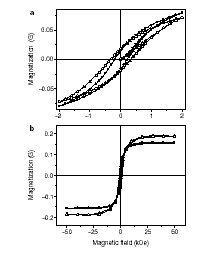 a
Magnetization (G)
0.05
0.00
−0.05
−2 −1 0 1 2
b
Magnetization (G)
0.2
0.1
0.0
−0.1
−0.2
−50 −25 0 25 50
Magnetic field (kOe)